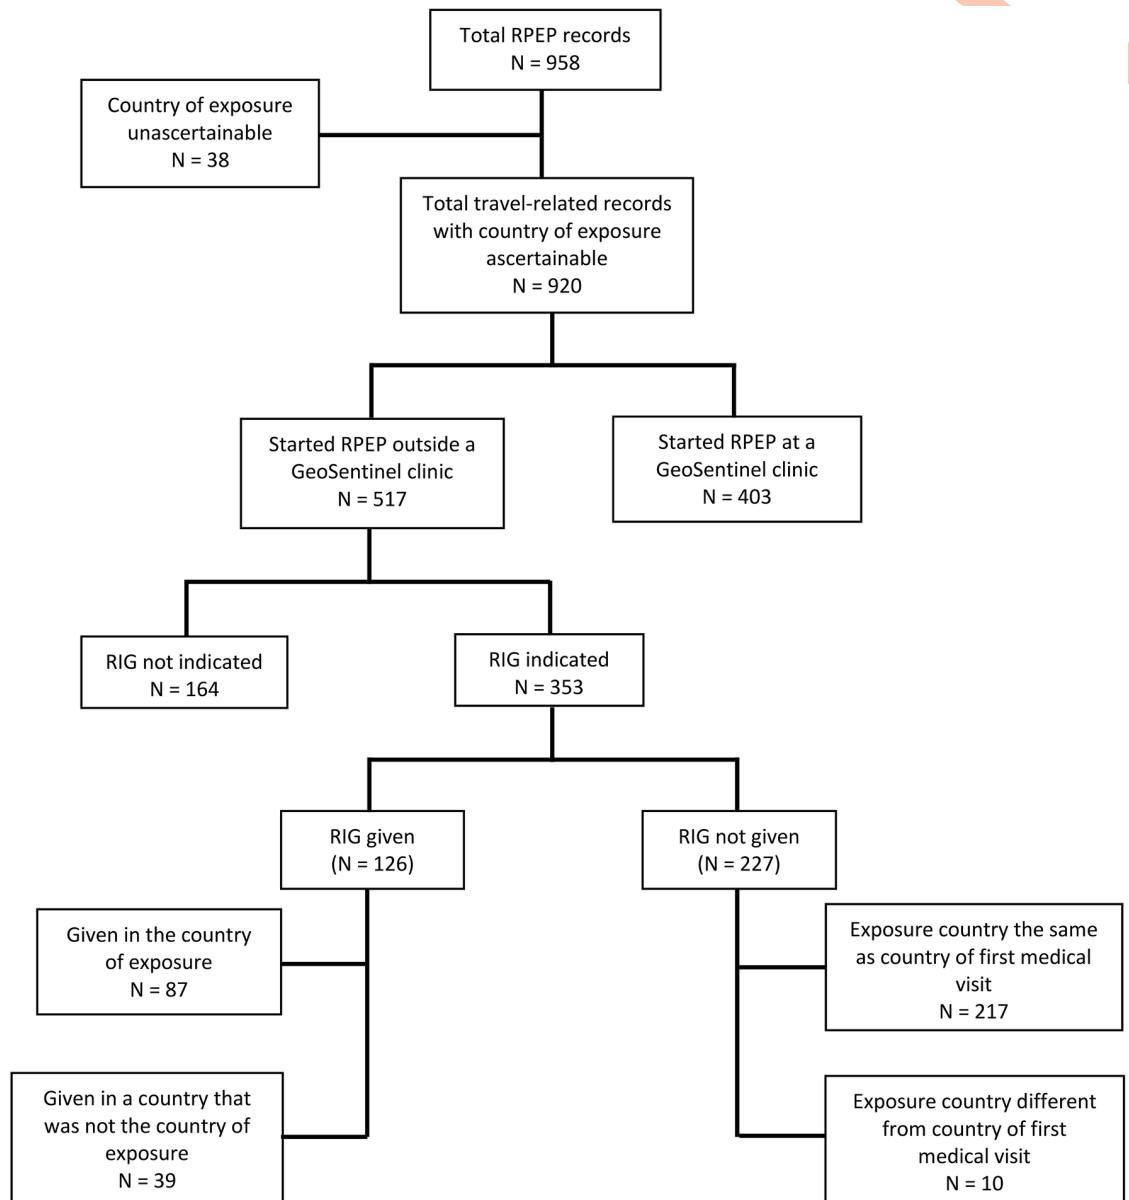 Total RPEP records
N = 958
Country of exposure
unascertainable
N = 38
Total travel-related records
with country of exposure
ascertainable
N = 920
Started RPEP outside a
GeoSentinel clinic
N = 517
Started RPEP at a
GeoSentinel clinic
N = 403
RIG not indicated
N = 164
RIG indicated
N = 353
RIG given
(N = 126)
RIG not given
(N = 227)
Given in the country
of exposure
N = 87
Exposure country the same
as country of first medical
visit
N = 217
Given in a country that
was not the country of
exposure
N = 39
Exposure country different
from country of first
medical visit
N = 10